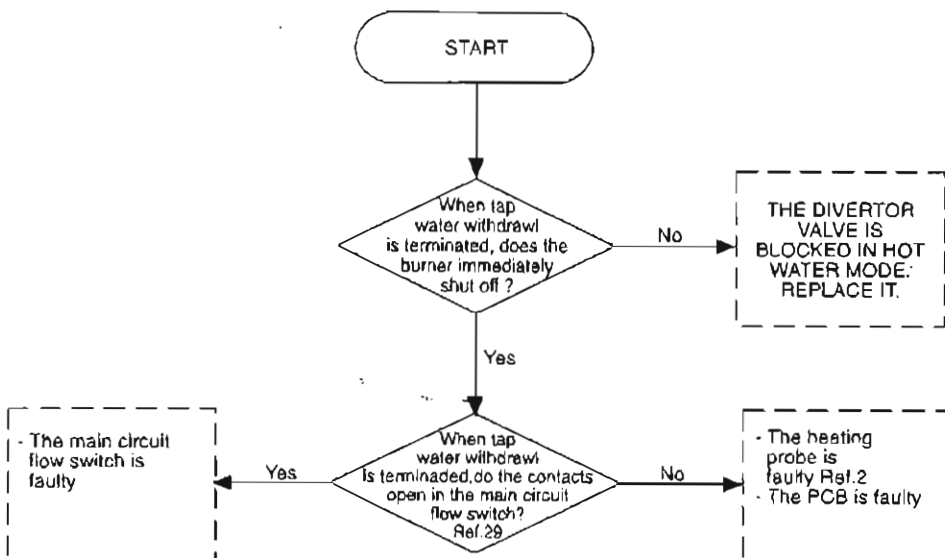 START
When tap
water withdrawl
is terminated, does the
burner immediately
shut off ?
No
THE DIVERTOR
VALVE IS
BLOCKED IN HOT
WATER MODE.
REPLACE IT.
Yes
- The main circuit
flow switch is
faulty
Yes
When tap
water withdrawl
is terminaded,do the contacts
open in the main circuit
flow switch?
Ref.29
No
- The heating
probe is
faulty Ref.2
- The PCB is faulty